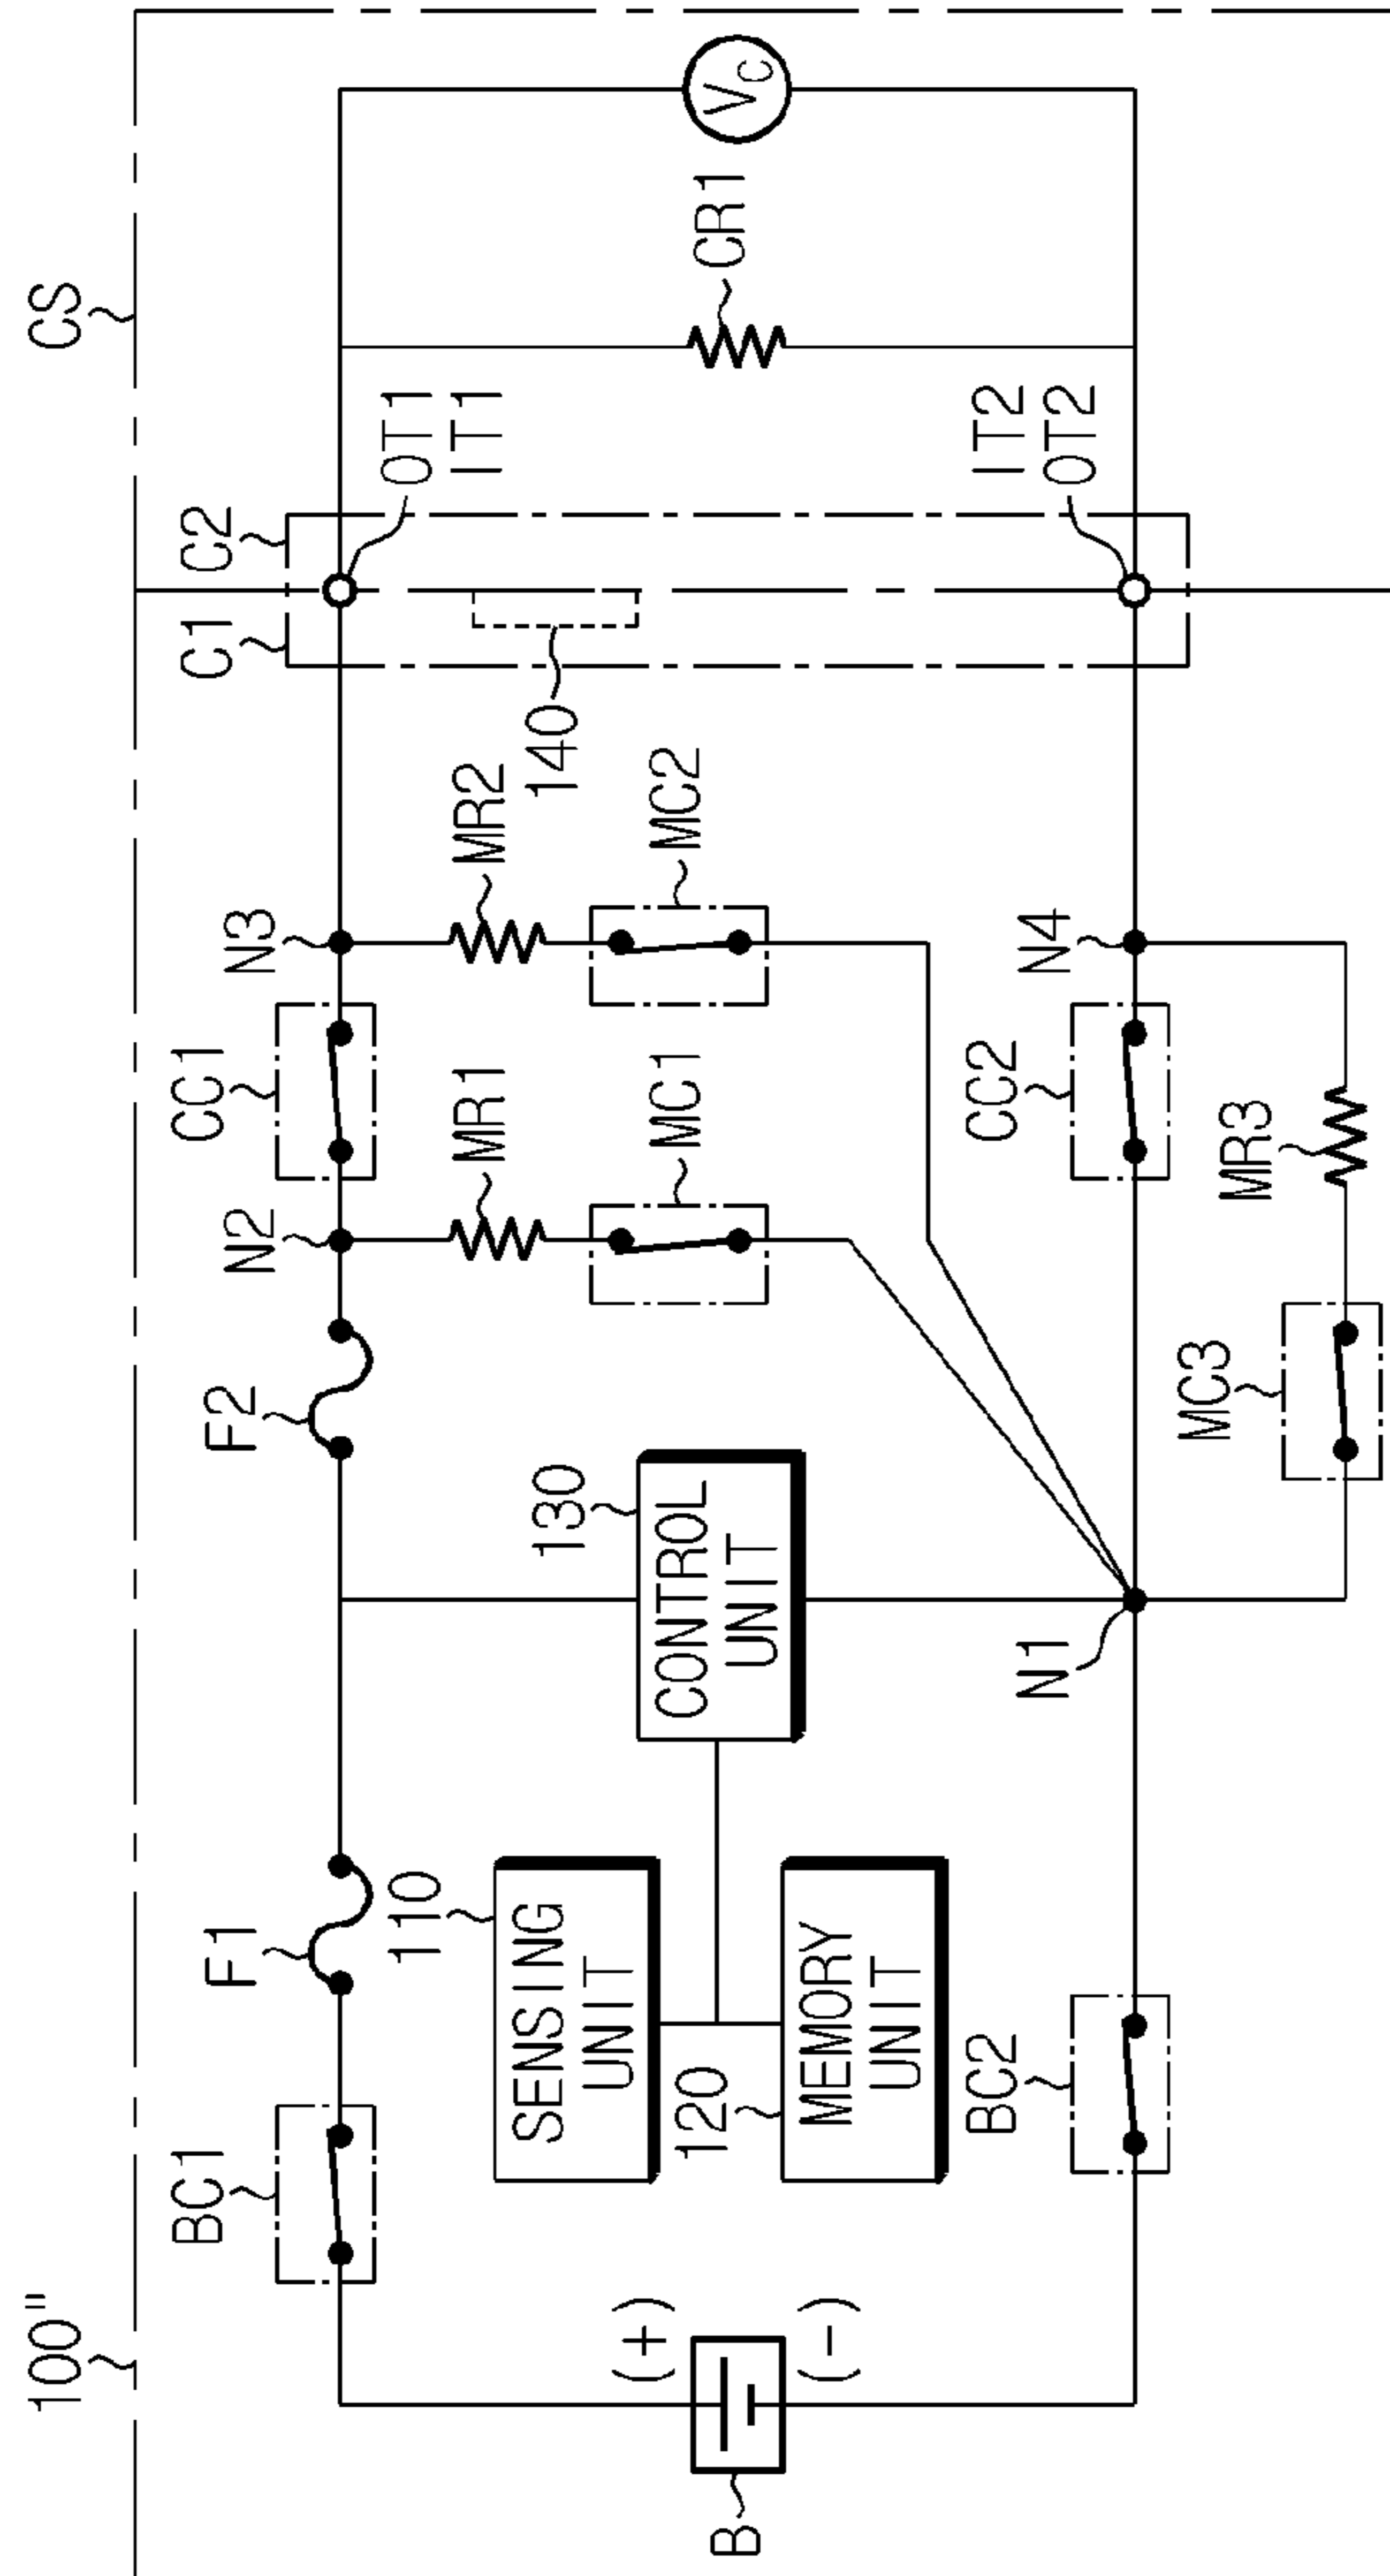 100"
CS
BC1
F1
F2
N2
CC1
N3
C1
C2
OT1
IT1
110
SENSING
UNIT
130
CONTROL
UNIT
MR1
MR2
140
MC1
MC2
CR1
VC
B
(+)
(-)
120
MEMORY
UNIT
BC2
N1
CC2
N4
IT2
OT2
MC3
MR3